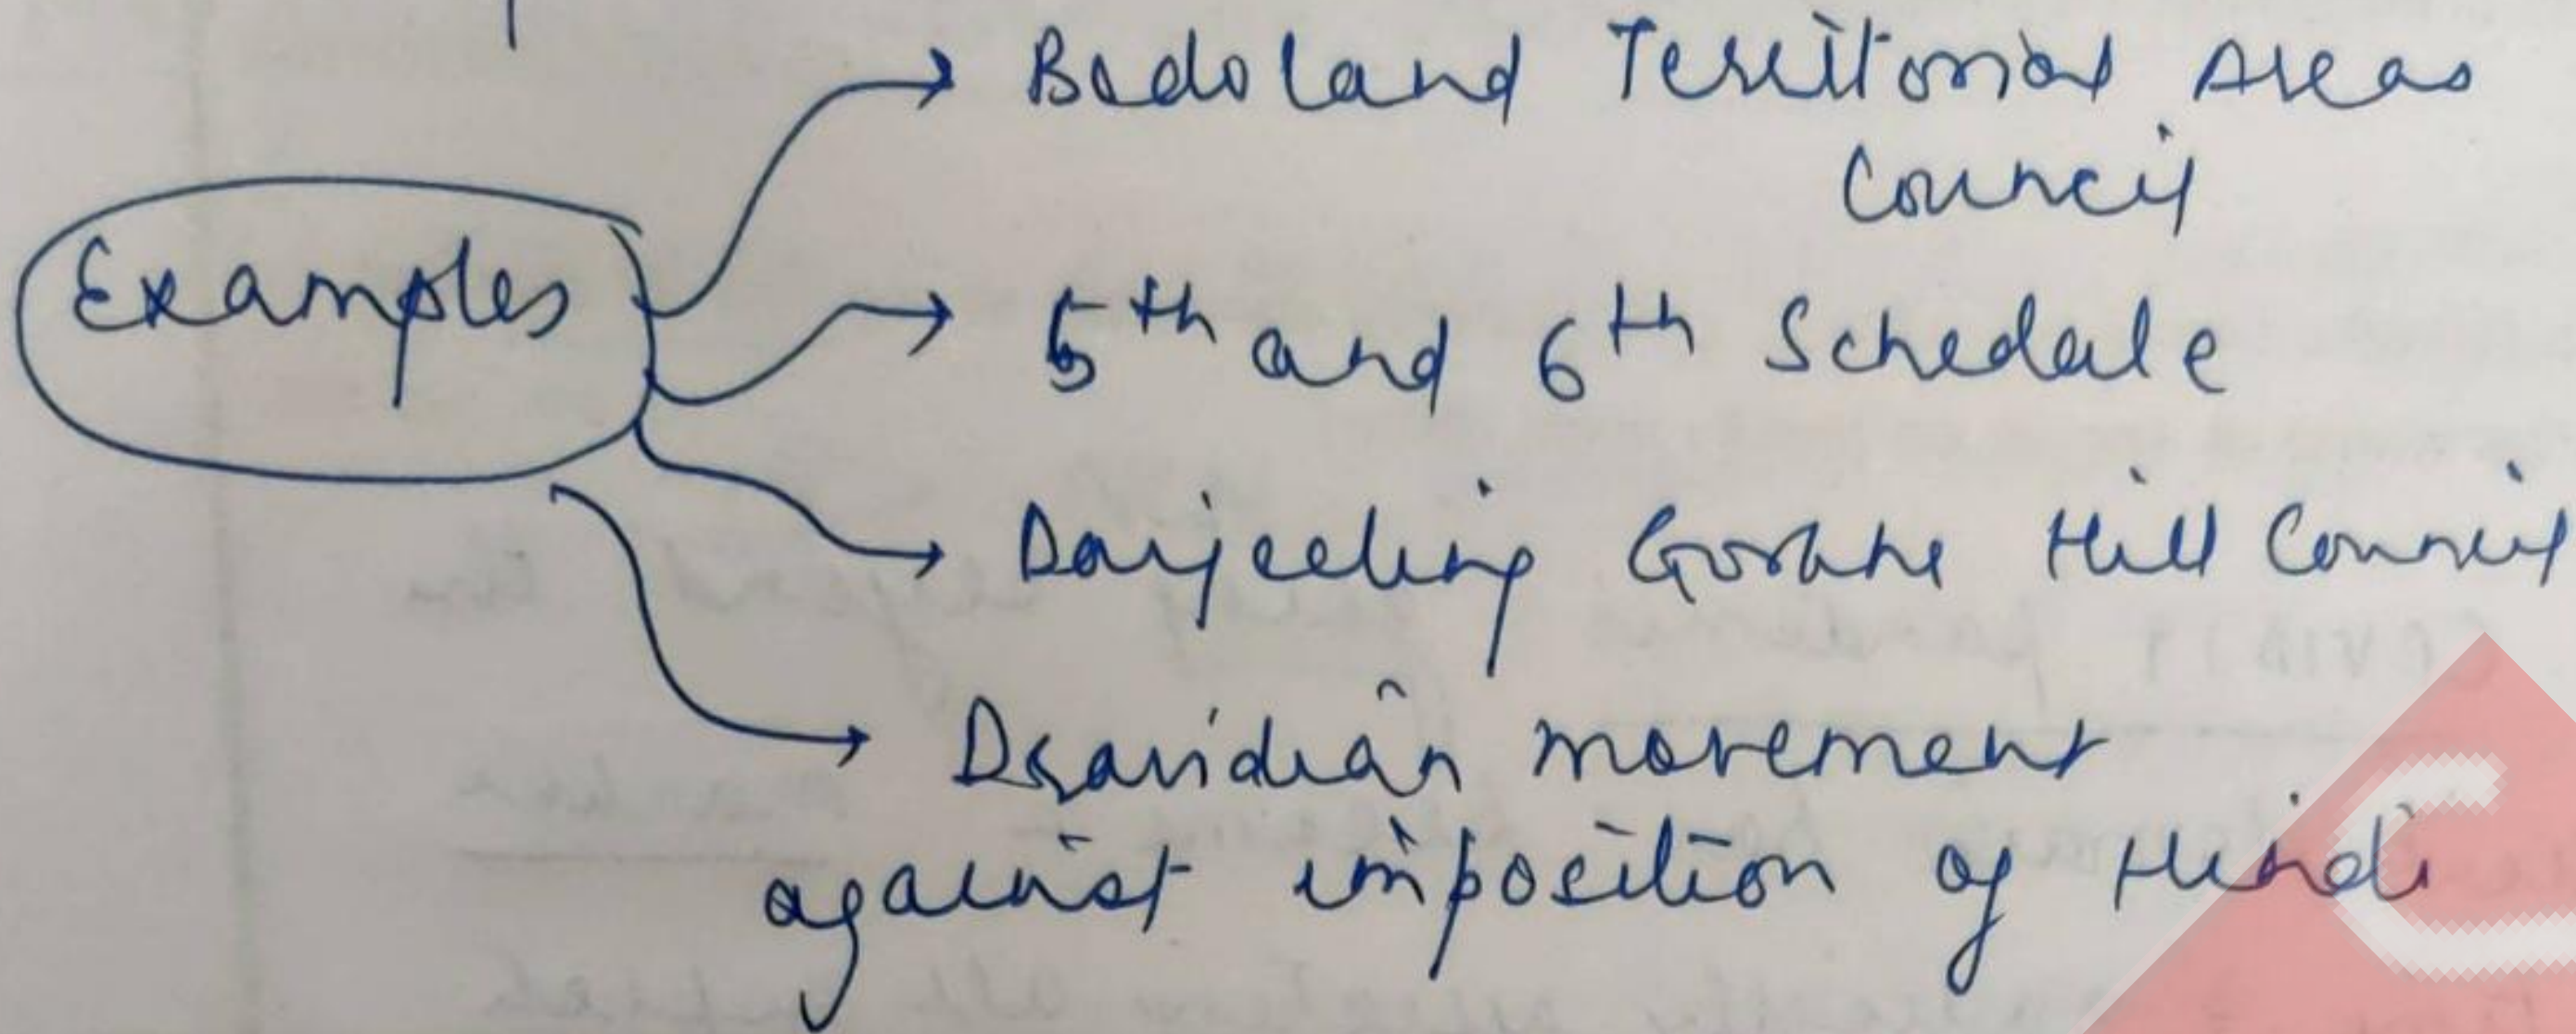 Bodoland Territorial Areas
Council
Examples
5th and 6th Schedule
Darjeeling Gorkha Hill Council
Dravidian movement
against imposition of Hindi